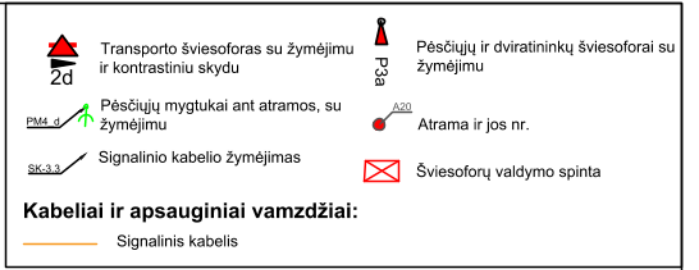 2d
Transporto šviesoforas su žymėjimu
ir kontrastiniu skydu
P3a
Pėsčiųjų ir dviratininkų šviesoforai su
žymėjimu
PM4_d
Pėsčiųjų mygtukai ant atramos, su
žymėjimu
A20
Atrama ir jos nr.
SK-3.3
Signalinio kabelio žymėjimas
Šviesoforų valdymo spinta
Kabeliai ir apsauginiai vamzdžiai:
Signalinis kabelis